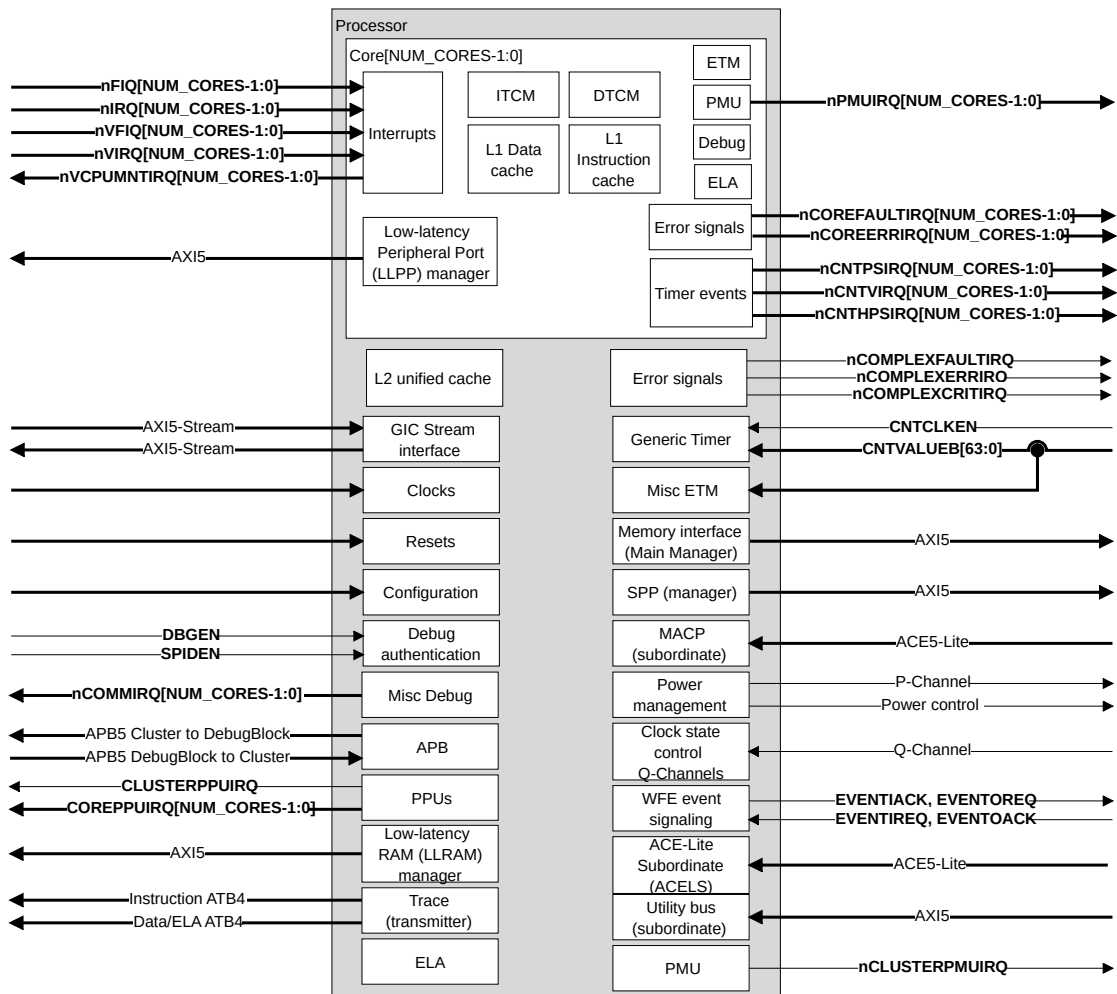 Processor
Core[NUM_CORES-1:0]
nFIQ[NUM_CORES-1:0]
nIRQ[NUM_CORES-1:0]
nVFIQ[NUM_CORES-1:0]
nVIRQ[NUM_CORES-1:0]
nVCPUMNTIRQ[NUM_CORES-1:0]
Interrupts
ITCM
DTCM
L1 Data
cache
L1
Instruction
cache
ETM
PMU
Debug
ELA
nPMUIRQ[NUM_CORES-1:0]
AXI5
Low-latency
Peripheral Port
(LLPP) manager
Error signals
nCOREFAULTIRQ[NUM_CORES-1:0]
nCOREERRIRQ[NUM_CORES-1:0]
Timer events
nCNTPSIRQ[NUM_CORES-1:0]
nCNTVIRQ[NUM_CORES-1:0]
nCNTHPSIRQ[NUM_CORES-1:0]
L2 unified cache
Error signals
nCOMPLEXFAULTIRQ
nCOMPLEXERRIRO
nCOMPLEXCRITIRQ
AXI5-Stream
AXI5-Stream
GIC Stream
interface
Generic Timer
CNTCLKEN
CNTVALUEB[63:0]
Clocks
Misc ETM
Resets
Memory interface
(Main Manager)
AXI5
Configuration
SPP (manager)
AXI5
DBGEN
SPIDEN
Debug
authentication
MACP
(subordinate)
ACE5-Lite
nCOMMIRQ[NUM_CORES-1:0]
Misc Debug
Power
management
P-Channel
Power control
APB5 Cluster to DebugBlock
APB5 DebugBlock to Cluster
APB
Clock state
control
Q-Channels
Q-Channel
CLUSTERPPUIRQ
COREPPUIRQ[NUM_CORES-1:0]
PPUs
WFE event
signaling
EVENTIACK, EVENTOREQ
EVENTIREQ, EVENTOACK
AXI5
Low-latency
RAM (LLRAM)
manager
ACE-Lite
Subordinate
(ACELS)
ACE5-Lite
Instruction ATB4
Data/ELA ATB4
Trace
(transmitter)
Utility bus
(subordinate)
AXI5
ELA
PMU
nCLUSTERPMUIRQ